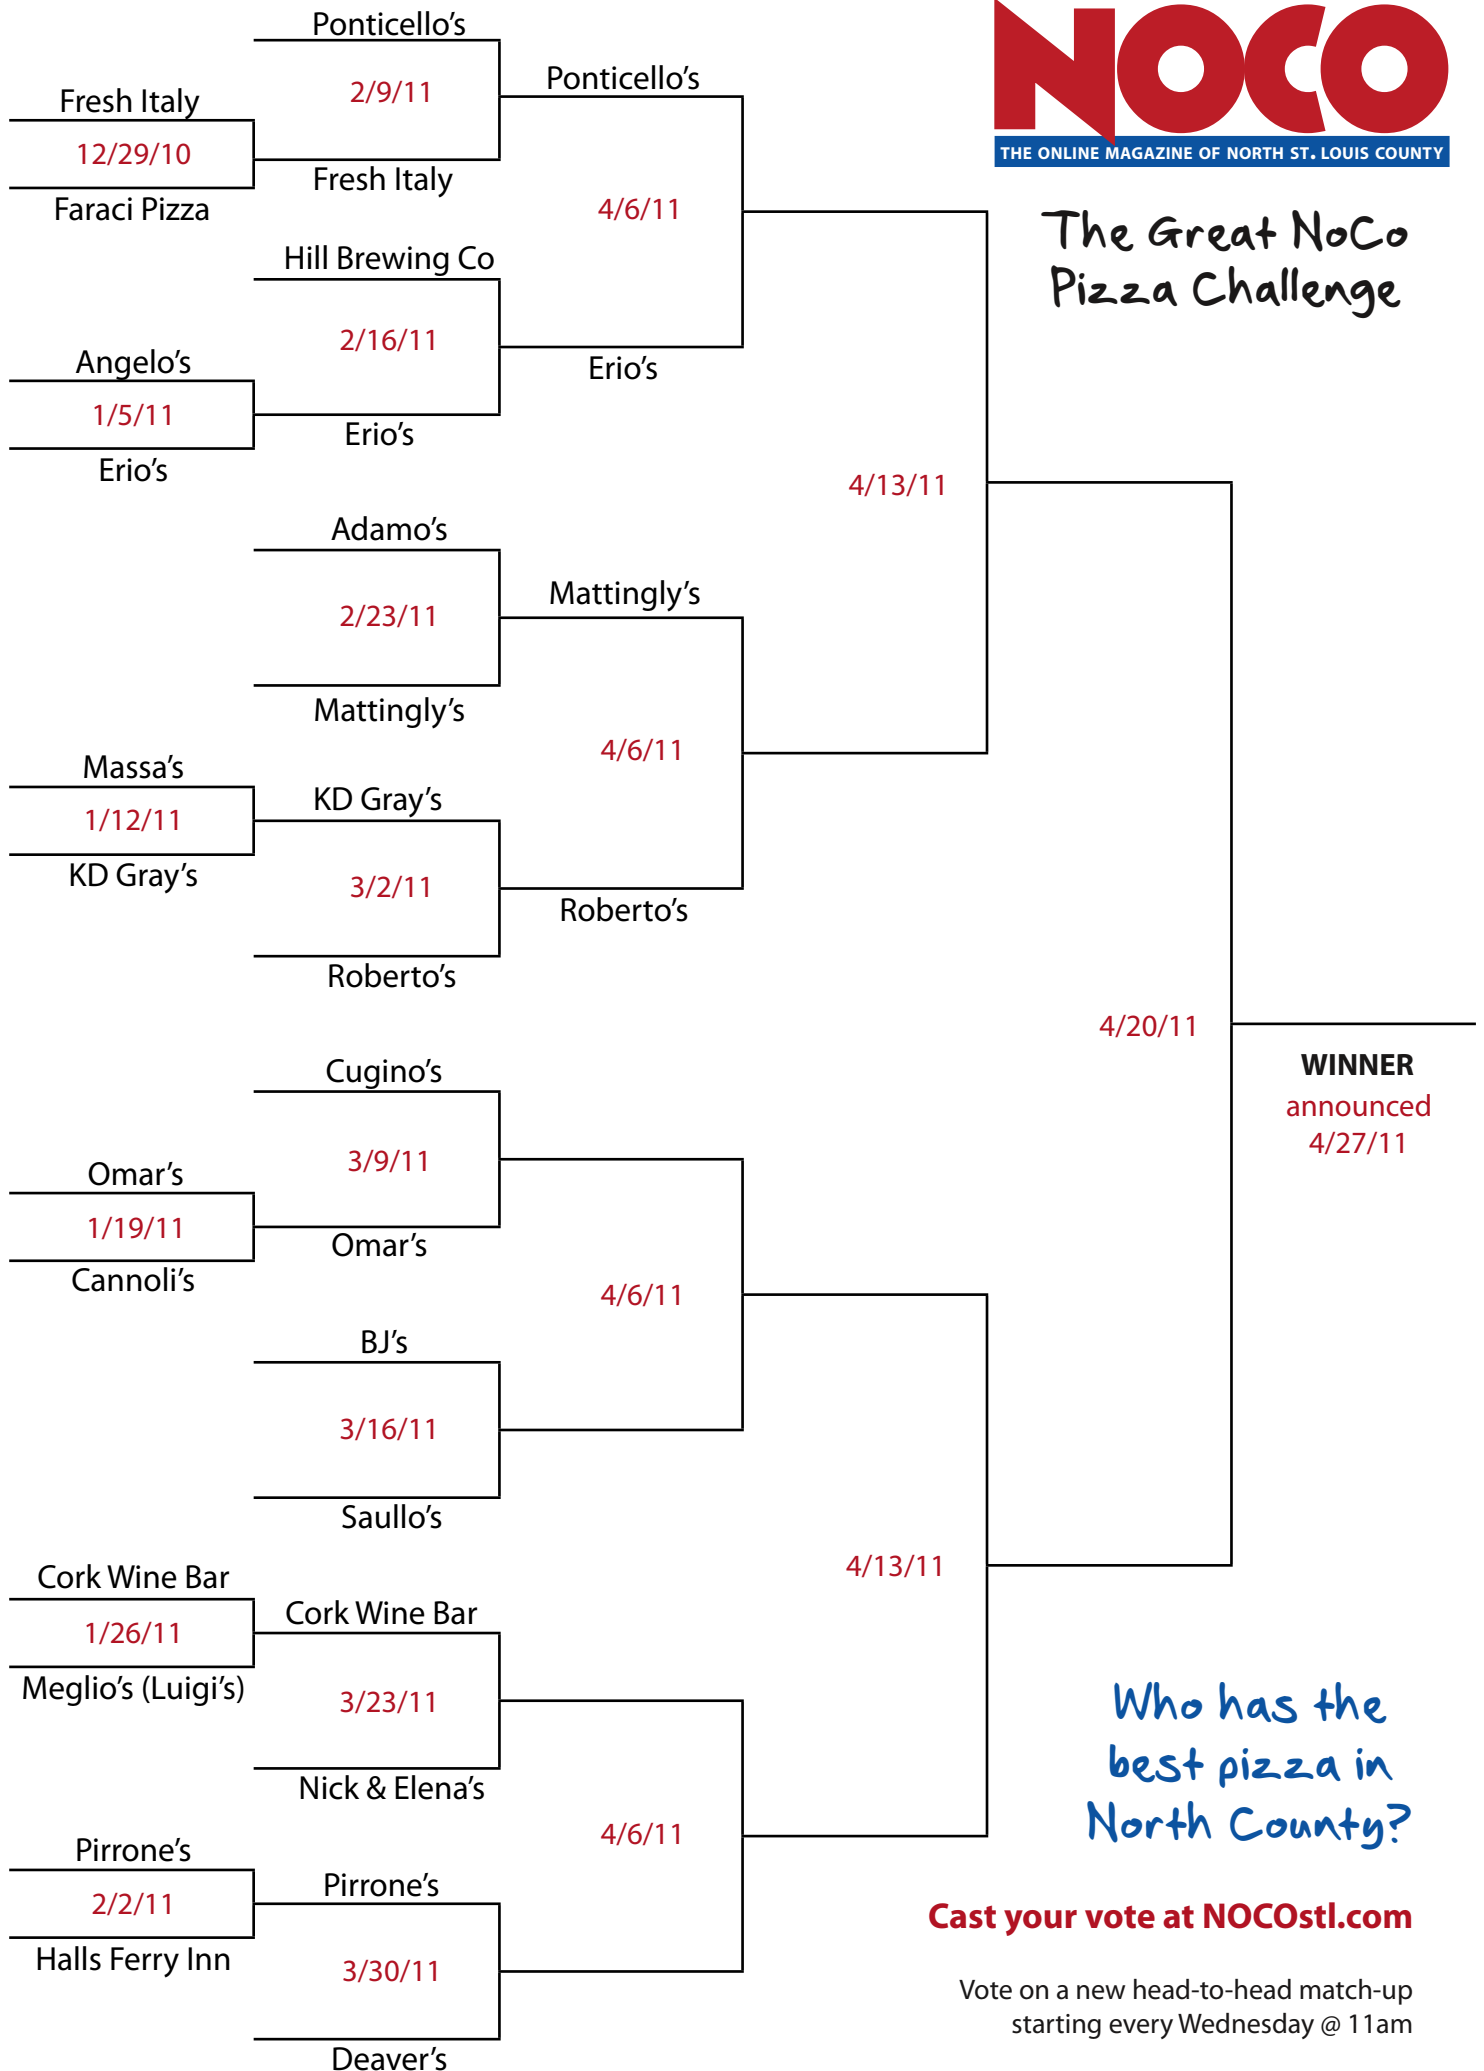 NOCO
THE ONLINE MAGAZINE OF NORTH ST. LOUIS COUNTY
The Great NoCo
Pizza Challenge
Fresh Italy
12/29/10
Faraci Pizza
Angelo’s
1/5/11
Erio’s
Massa’s
1/12/11
KD Gray’s
Omar’s
1/19/11
Cannoli’s
Cork Wine Bar
1/26/11
Meglio’s (Luigi’s)
Pirrone’s
2/2/11
Halls Ferry Inn
Ponticello’s
2/9/11
Fresh Italy
Hill Brewing Co
2/16/11
Erio’s
Adamo’s
2/23/11
Mattingly’s
KD Gray’s
3/2/11
Roberto’s
Cugino’s
3/9/11
Omar’s
BJ’s
3/16/11
Saullo’s
Cork Wine Bar
3/23/11
Nick & Elena’s
Pirrone’s
3/30/11
Deaver’s
Ponticello’s
4/6/11
Erio’s
Mattingly’s
4/6/11
Roberto’s
4/6/11
4/6/11
4/13/11
4/13/11
4/20/11
WINNER
announced
4/27/11
Who has the
best pizza in
North County?
Cast your vote at NOCOstl.com
Vote on a new head-to-head match-up
starting every Wednesday @ 11am